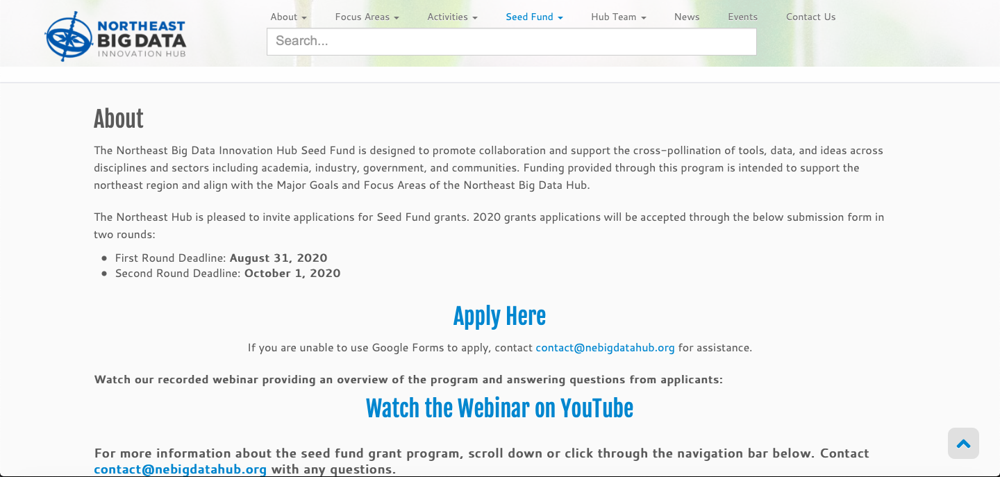 NORTHEAST
BIG DATA
INNOVATION HUB
About Focus Areas Activities Seed Fund Hub Team News Events Contact Us
Search...
About
The Northeast Big Data Innovation Hub Seed Fund is designed to promote collaboration and support the cross-pollination of tools, data, and ideas across
disciplines and sectors including academia, industry, government, and communities. Funding provided through this program is intended to support the
northeast region and align with the Major Goals and Focus Areas of the Northeast Big Data Hub.
The Northeast Hub is pleased to invite applications for Seed Fund grants. 2020 grants applications will be accepted through the below submission form in
two rounds:
● First Round Deadline: August 31, 2020
● Second Round Deadline: October 1, 2020
Apply Here
If you are unable to use Google Forms to apply, contact contact@nebigdatahub.org for assistance.
Watch our recorded webinar providing an overview of the program and answering questions from applicants:
Watch the Webinar on YouTube
For more information about the seed fund grant program, scroll down or click through the navigation bar below. Contact
contact@nebigdatahub.org with any questions.